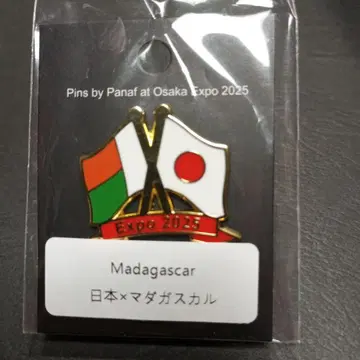 Pins by Panaf at Osaka Expo 2025
Expo 2025
Madagascar
日本×マダガスカル